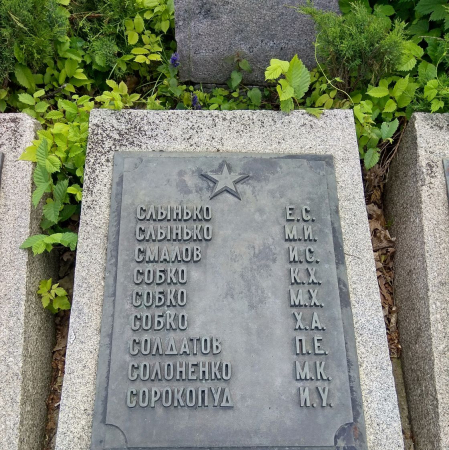 СЛЫНЬКО Е.С.
СЛЫНЬКО М.И.
СМАЛОВ И.С.
СОБКО К.Х.
СОБКО М.Х.
СОБКО Х.А.
СОЛДАТОВ П.Е.
СОЛОНЕНКО М.К.
СОРОКОПУД И.У.